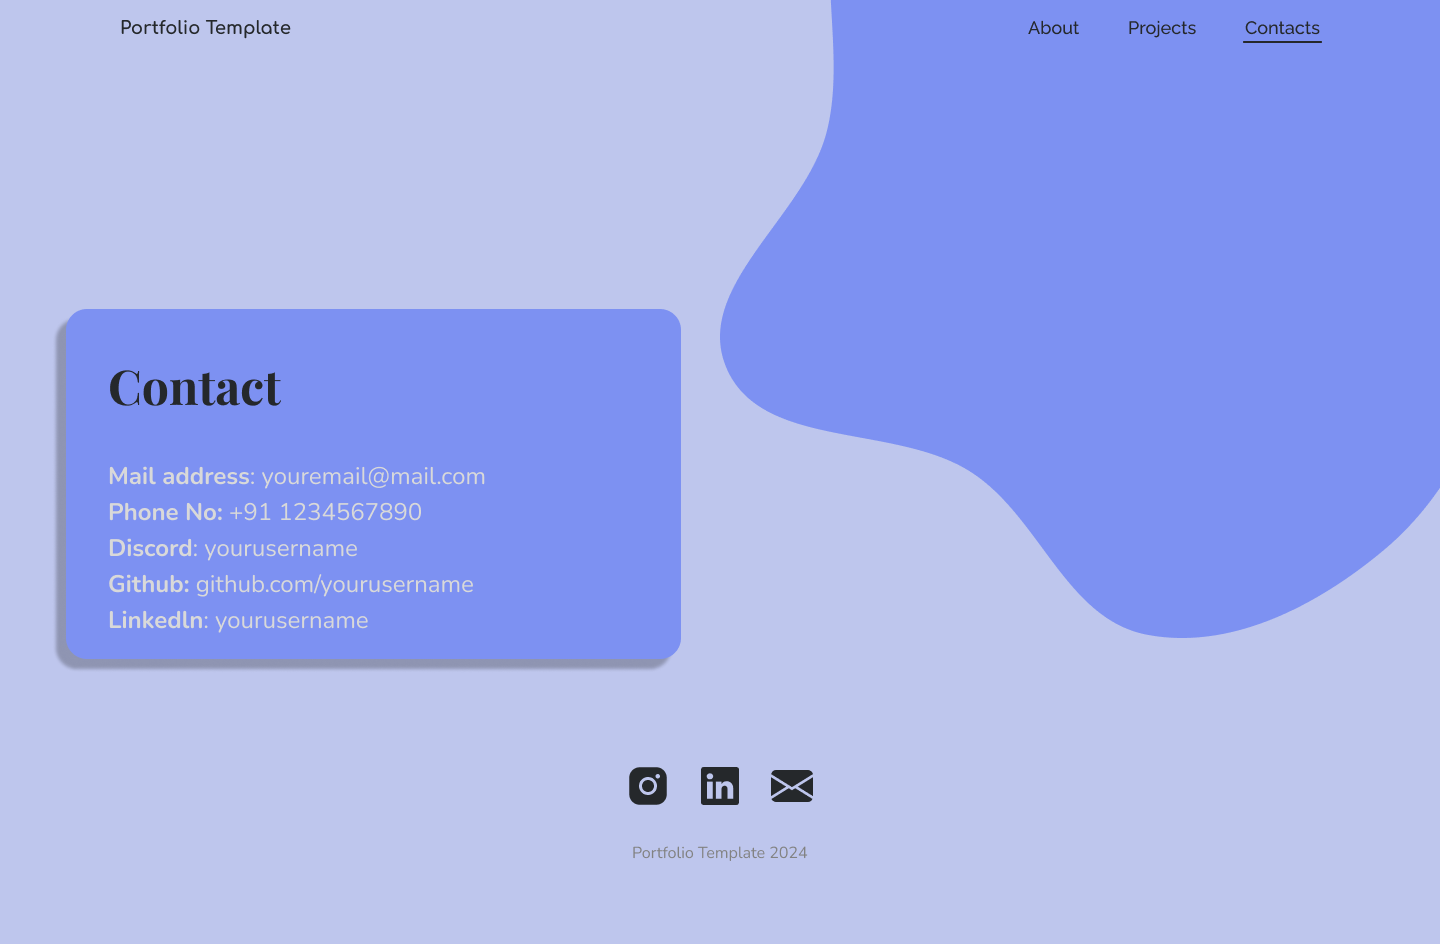 Portfolio Template
About Projects Contacts
Contact
Mail address: youremail@mail.com
Phone No: +91 1234567890
Discord: yourusername
Github: github.com/yourusername
Linkedln: yourusername
in
Portfolio Template 2024